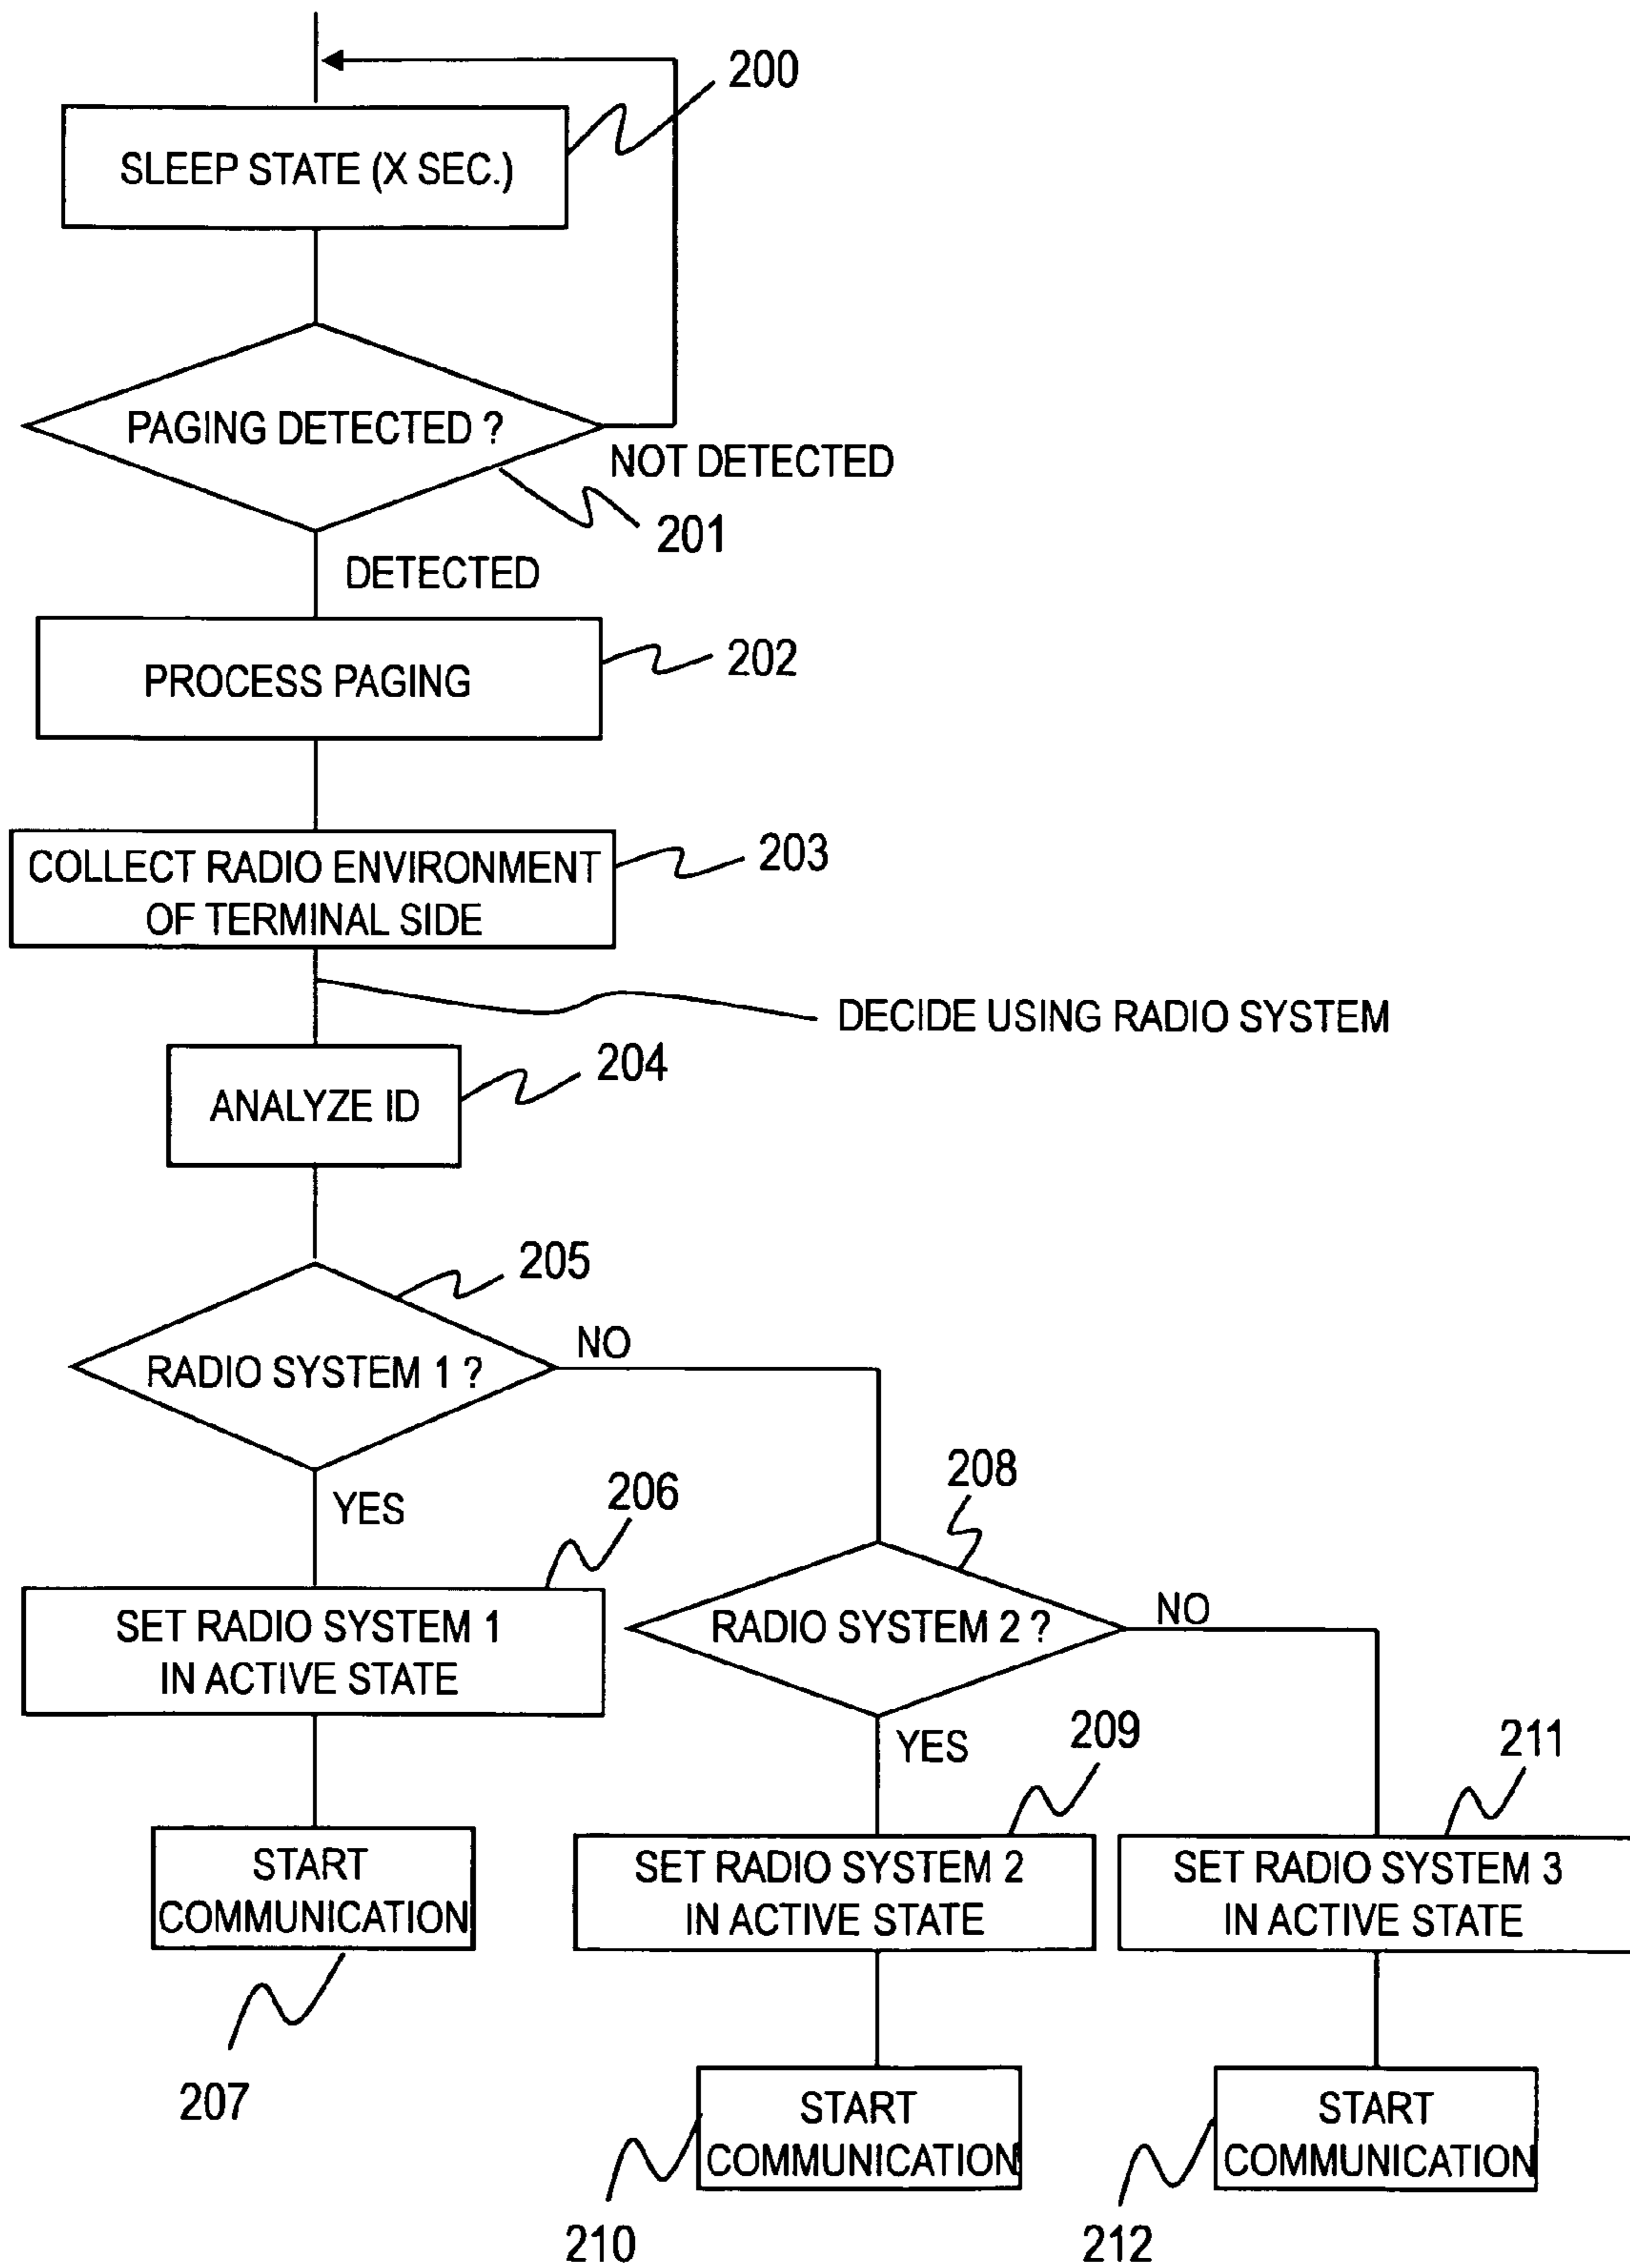 200
SLEEP STATE (X SEC.)
PAGING DETECTED ?
NOT DETECTED
201
DETECTED
202
PROCESS PAGING
203
COLLECT RADIO ENVIRONMENT
OF TERMINAL SIDE
DECIDE USING RADIO SYSTEM
204
ANALYZE ID
205
NO
RADIO SYSTEM 1 ?
YES
206
208
SET RADIO SYSTEM 1
IN ACTIVE STATE
NO
RADIO SYSTEM 2 ?
YES
209
211
START
COMMUNICATION
SET RADIO SYSTEM 2
IN ACTIVE STATE
SET RADIO SYSTEM 3
IN ACTIVE STATE
207
START
COMMUNICATION
START
COMMUNICATION
210
212